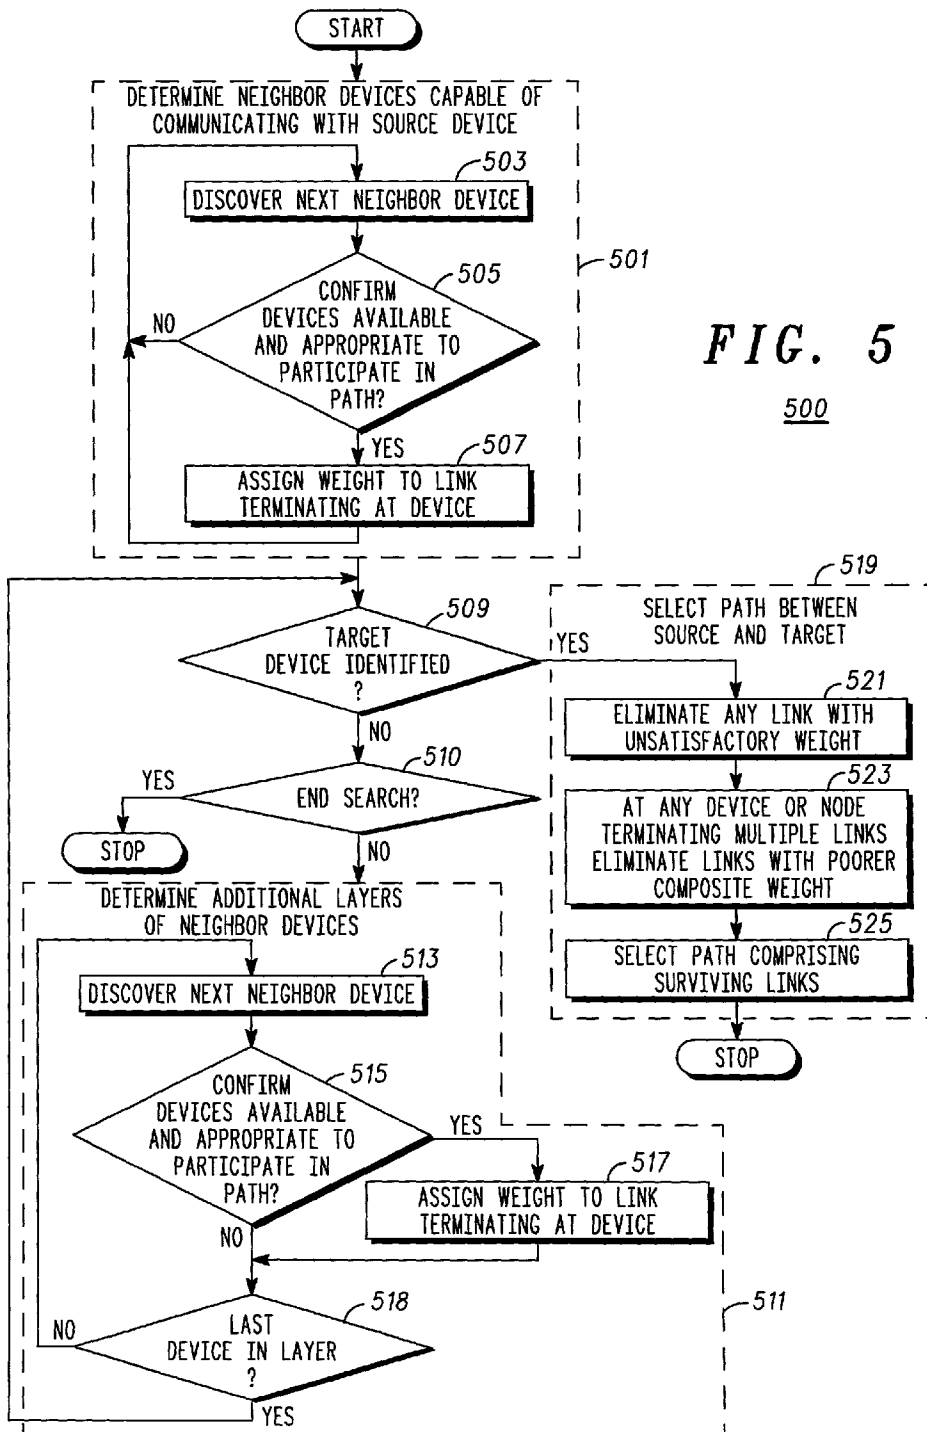 START
DETERMINE NEIGHBOR DEVICES CAPABLE OF
COMMUNICATING WITH SOURCE DEVICE
503
DISCOVER NEXT NEIGHBOR DEVICE
501
505
CONFIRM
DEVICES AVAILABLE
AND APPROPRIATE TO
PARTICIPATE IN
PATH?
NO
FIG. 5
500
YES
507
ASSIGN WEIGHT TO LINK
TERMINATING AT DEVICE
509
TARGET
DEVICE IDENTIFIED
?
YES
NO
519
SELECT PATH BETWEEN
SOURCE AND TARGET
521
ELIMINATE ANY LINK WITH
UNSATISFACTORY WEIGHT
510
END SEARCH?
YES
STOP
NO
523
AT ANY DEVICE OR NODE
TERMINATING MULTIPLE LINKS
ELIMINATE LINKS WITH POORER
COMPOSITE WEIGHT
525
SELECT PATH COMPRISING
SURVIVING LINKS
STOP
DETERMINE ADDITIONAL LAYERS
OF NEIGHBOR DEVICES
513
DISCOVER NEXT NEIGHBOR DEVICE
515
CONFIRM
DEVICES AVAILABLE
AND APPROPRIATE TO
PARTICIPATE IN
PATH?
YES
517
ASSIGN WEIGHT TO LINK
TERMINATING AT DEVICE
NO
518
LAST
DEVICE IN LAYER
?
NO
YES
511